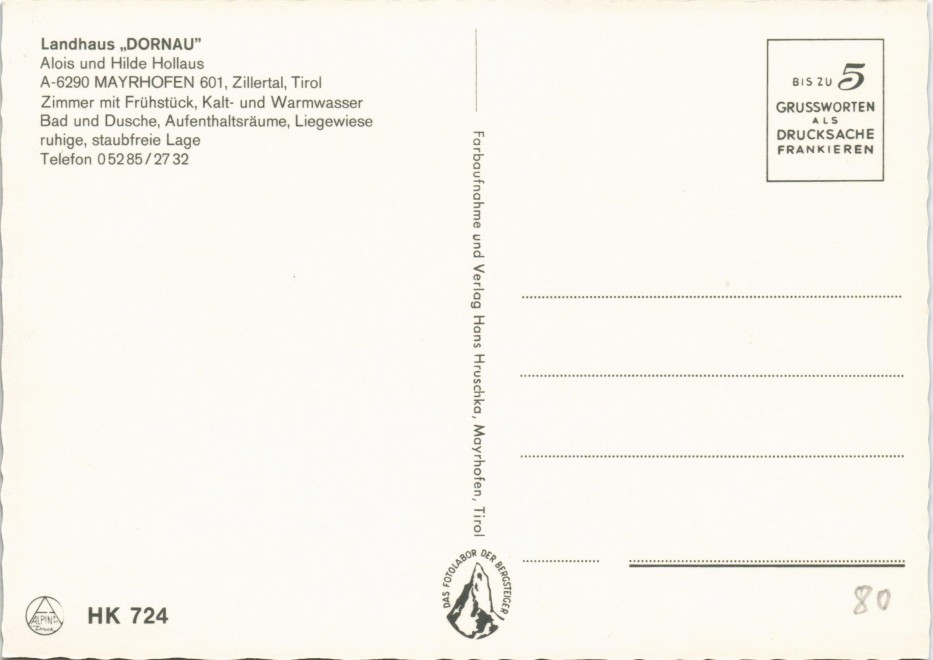 Landhaus „DORNAU”
Alois und Hilde Hollaus
A-6290 MAYRHOFEN 601, Zillertal, Tirol
Zimmer mit Frühstück, Kalt- und Warmwasser
Bad und Dusche, Aufenthaltsräume, Liegewiese
ruhige, staubfreie Lage
Telefon 05285/2732
Farbaufnahme und Verlag Hans Hruschka, Mayrhofen, Tirol
BIS ZU 5
GRUSSWORTEN
ALS
DRUCKSACHE
FRANKIEREN
DAS FOTOLABOR DER BERGSTEIGER
ALPINA
HK 724
80